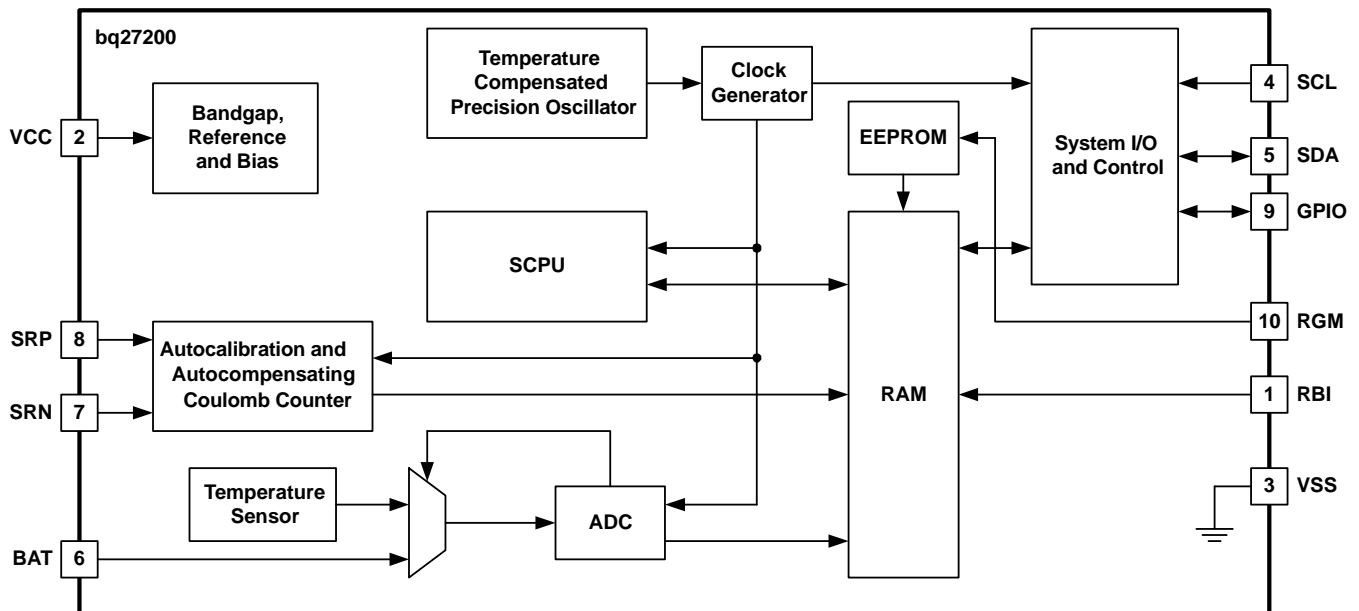 bq27200
Temperature
Compensated
Precision Oscillator
Clock
Generator
Bandgap,
Reference
and Bias
EEPROM
System I/O
and Control
SCPU
Autocalibration and
Autocompensating
Coulomb Counter
RAM
Temperature
Sensor
ADC
VCC 2
SRP 8
SRN 7
BAT 6
4 SCL
5 SDA
9 GPIO
10 RGM
1 RBI
3 VSS